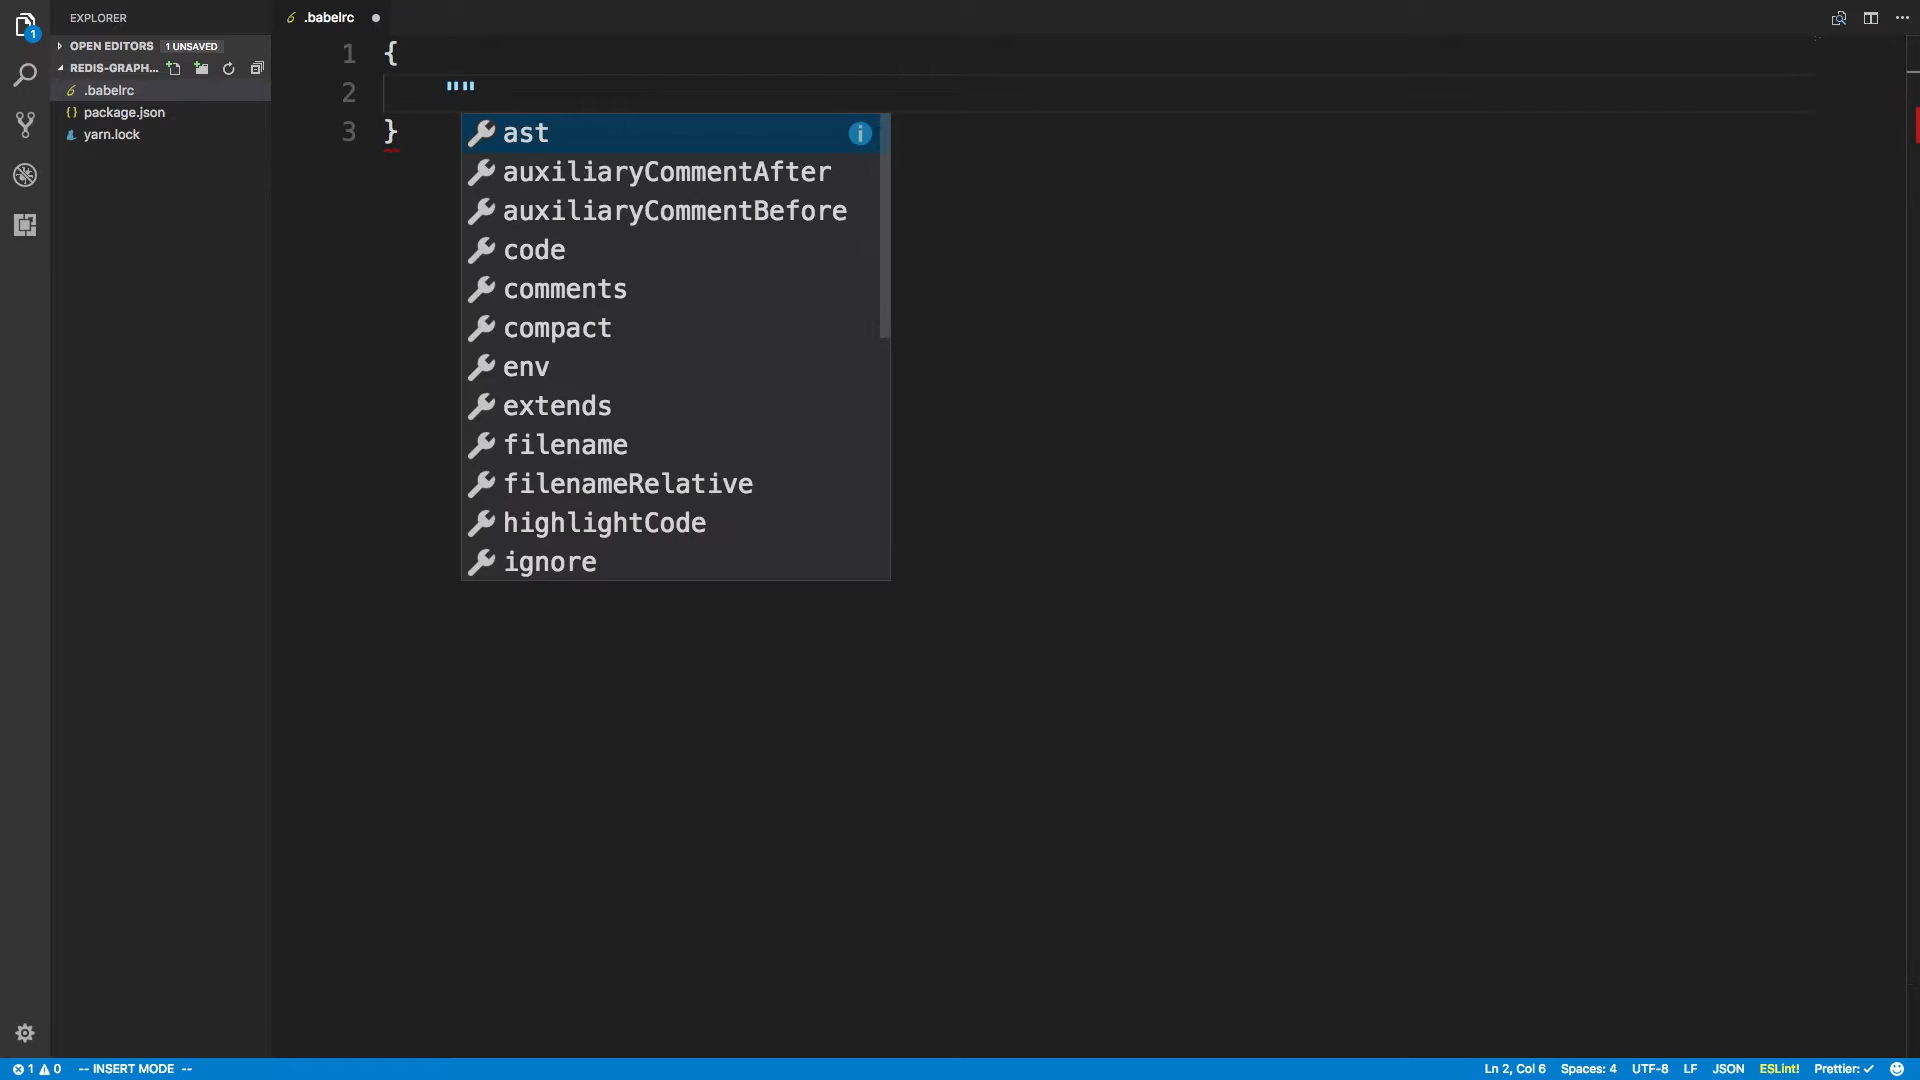 EXPLORER
.babelrc
OPEN EDITORS 1 UNSAVED
REDIS-GRAPH...
.babelrc
package.json
yarn.lock
1
1 {
2 ""
3 }
ast
auxiliaryCommentAfter
auxiliaryCommentBefore
code
comments
compact
env
extends
filename
filenameRelative
highlightCode
ignore
1 0 -- INSERT MODE -- Ln 2, Col 6 Spaces: 4 UTF-8 LF JSON ESLint! Prettier: ✓